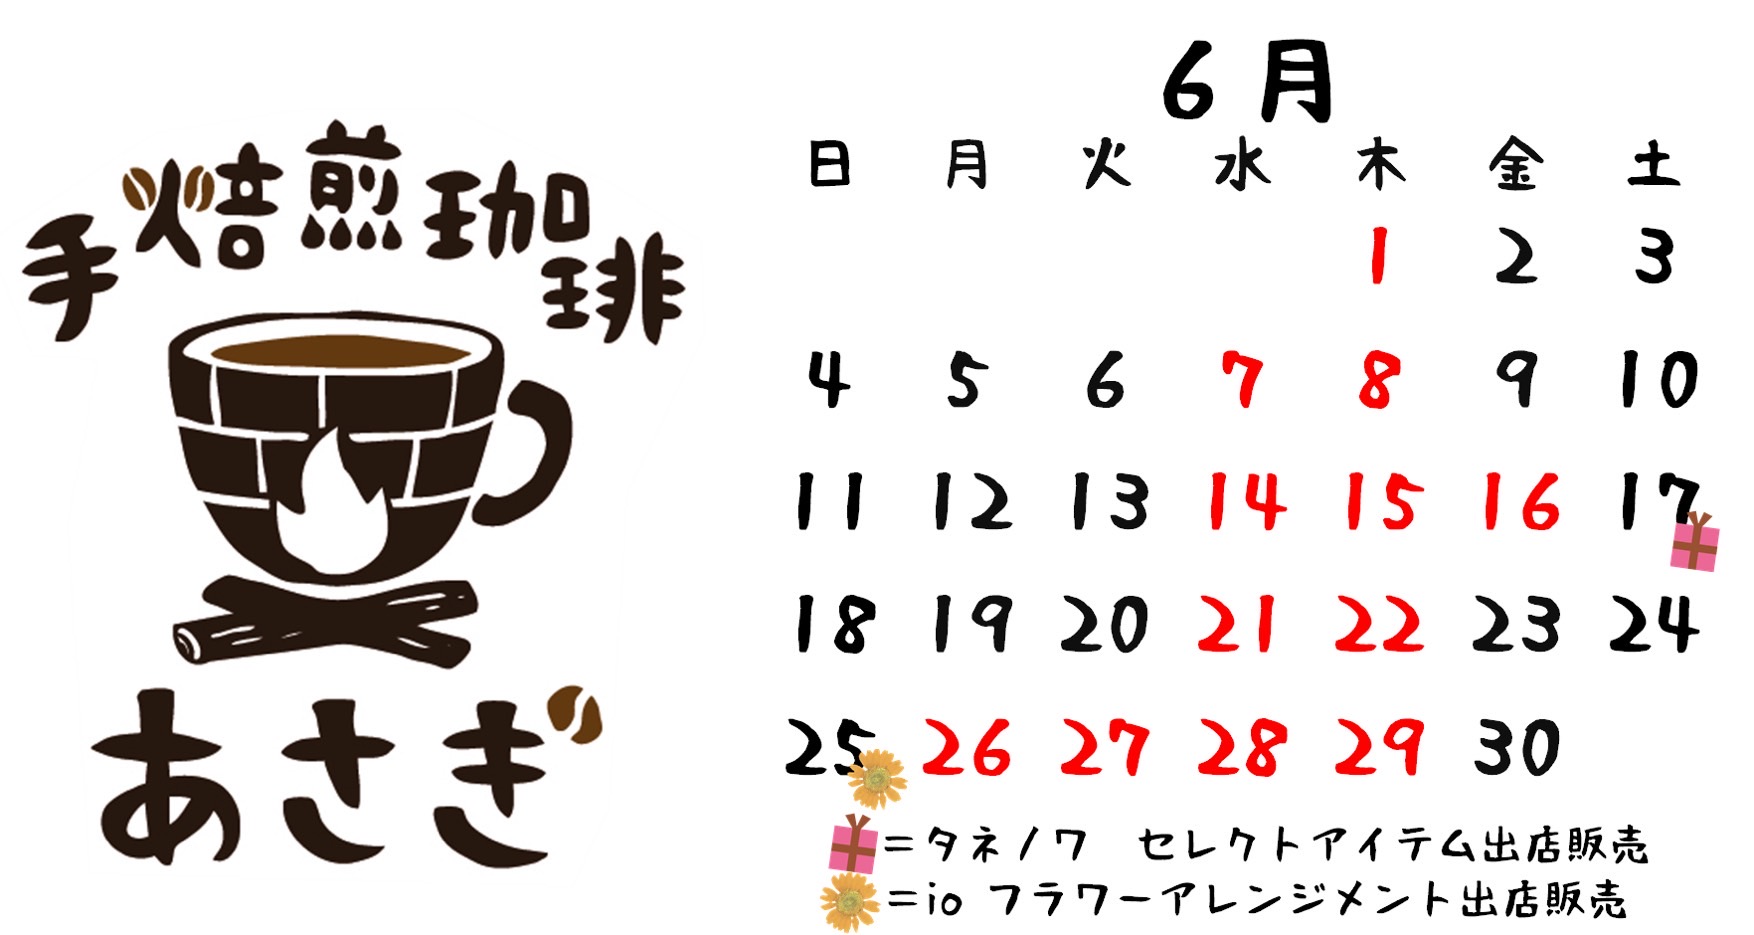 手焙煎珈琲
あさぎ
6月
日 月 火 水 木 金 土
1 2 3
4 5 6 7 8 9 10
11 12 13 14 15 16 17
18 19 20 21 22 23 24
25 26 27 28 29 30
=タネノワ　セレクトアイテム出店販売
=io フラワーアレンジメント出店販売